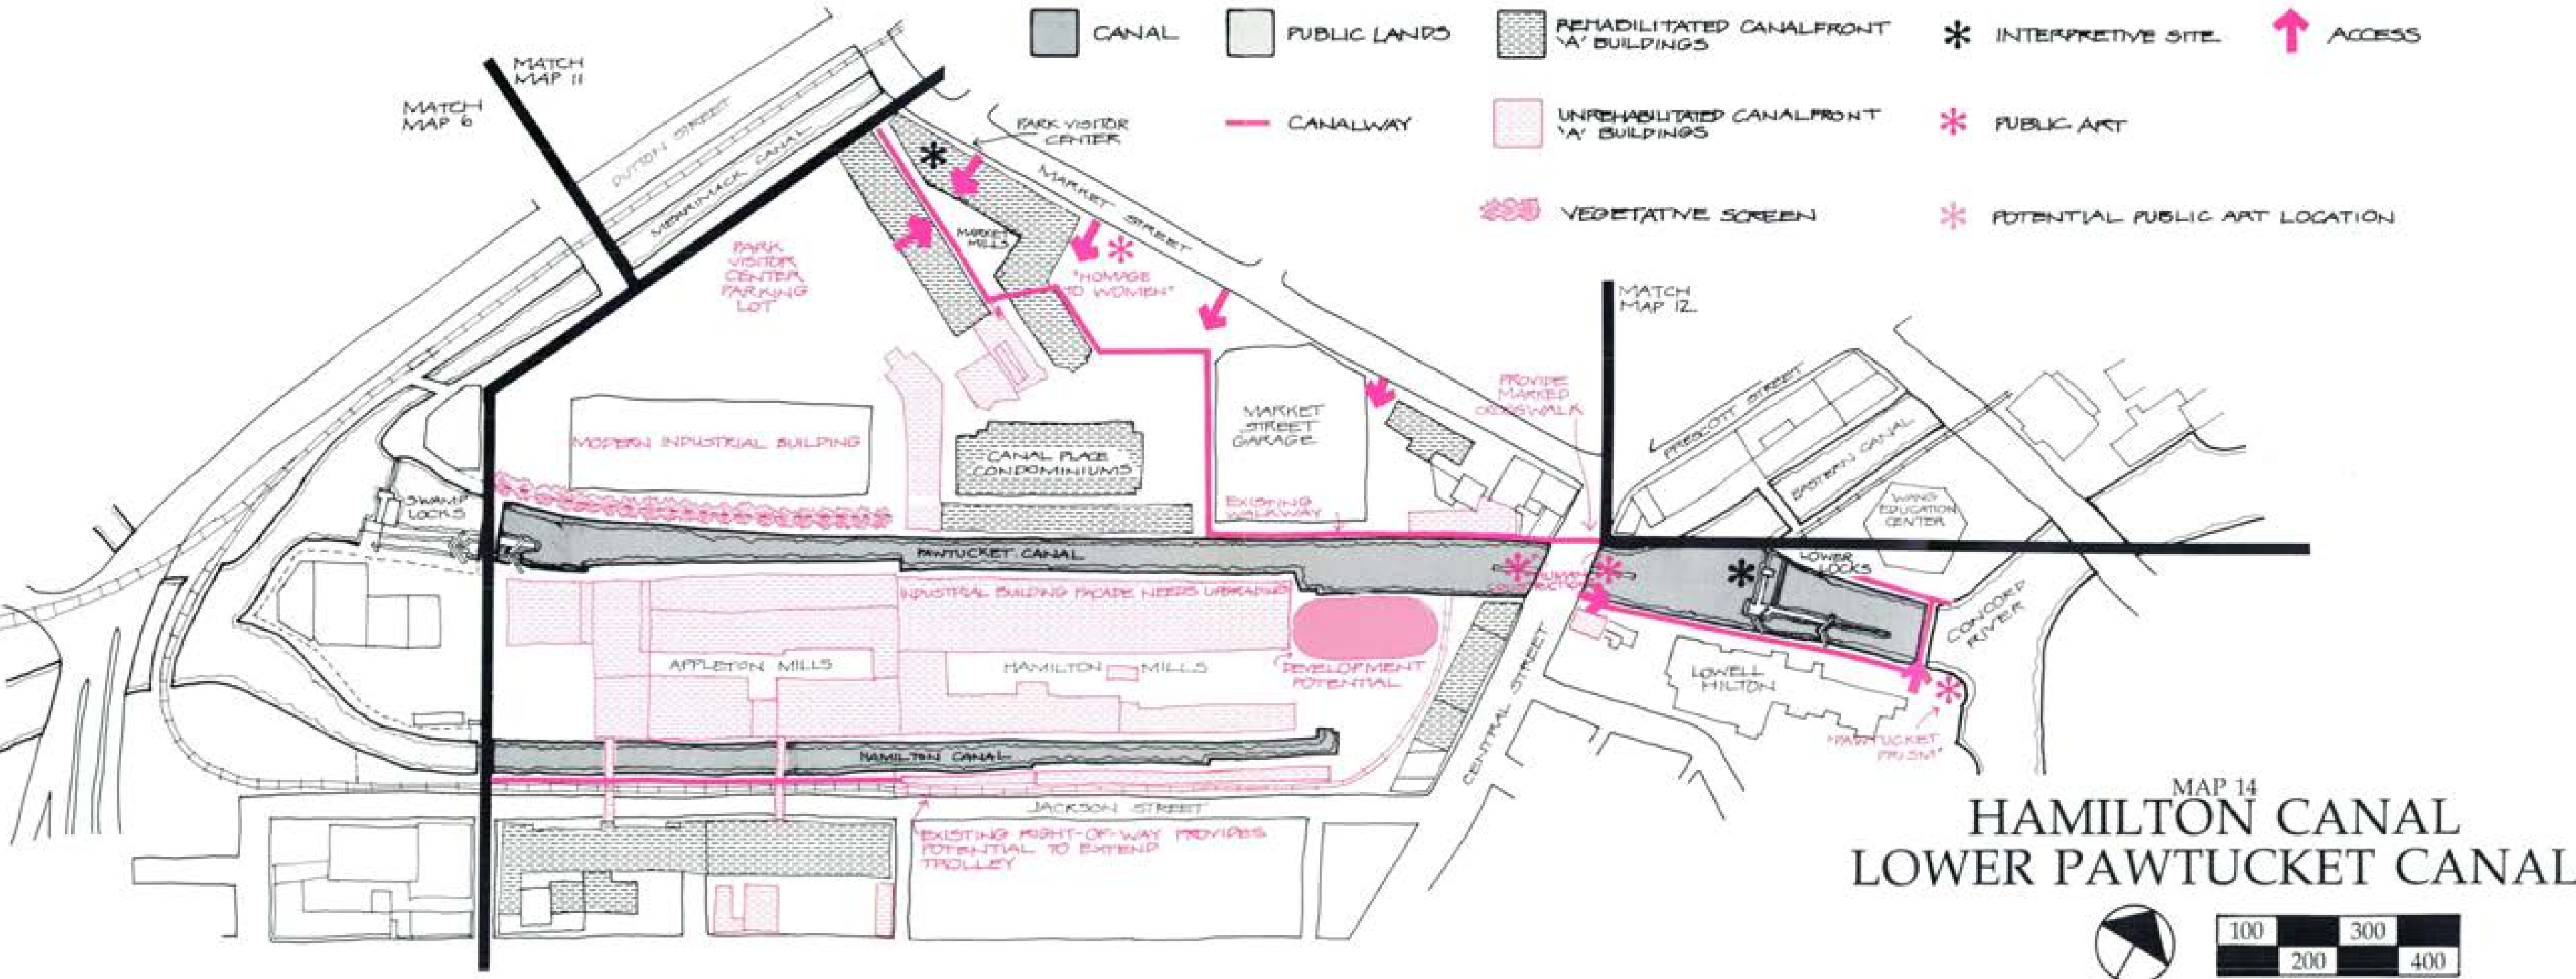 CANAL
PUBLIC LANDS
REHABILITATED CANALFRONT
'A' BUILDINGS
INTERPRETIVE SITE
ACCESS
CANALWAY
UNREHABILITATED CANALFRONT
'A' BUILDINGS
PUBLIC ART
VEGETATIVE SCREEN
POTENTIAL PUBLIC ART LOCATION
MATCH
MAP 11
MATCH
MAP 6
DUTTON STREET
MERRIMACK CANAL
PARK VISITOR
CENTER
MARKET STREET
MARKET
MILLS
PARK
VISITOR
CENTER
PARKING
LOT
"HOMAGE
TO WOMEN"
MATCH
MAP 12
PROVIDE
MARKED
CROSSWALK
PRESCOTT STREET
EASTERN CANAL
MODERN INDUSTRIAL BUILDING
CANAL PLACE
CONDOMINIUMS
MARKET
STREET
GARAGE
EXISTING
WALKWAY
SWAMP
LOCKS
WANG
EDUCATION
CENTER
PAWTUCKET CANAL
LOWER
LOCKS
CONCORD
RIVER
INDUSTRIAL BUILDING FACADE NEEDS UPGRADING
APPLETON MILLS
HAMILTON MILLS
DEVELOPMENT
POTENTIAL
CENTRAL STREET
LOWELL
HILTON
"PAWTUCKET
PRISM"
HAMILTON CANAL
JACKSON STREET
EXISTING RIGHT-OF-WAY PROVIDES
POTENTIAL TO EXTEND
TROLLEY
MAP 14
HAMILTON CANAL
LOWER PAWTUCKET CANAL
100 300
200 400